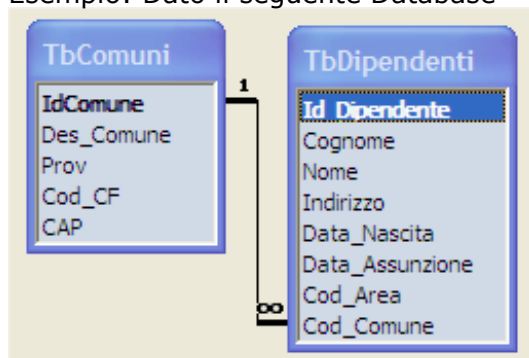 Esempio: Dato il seguente Database
TbComuni
IdComune
Des_Comune
Prov
Cod_CF
CAP
1
∞
TbDipendenti
Id_Dipendente
Cognome
Nome
Indirizzo
Data_Nascita
Data_Assunzione
Cod_Area
Cod_Comune